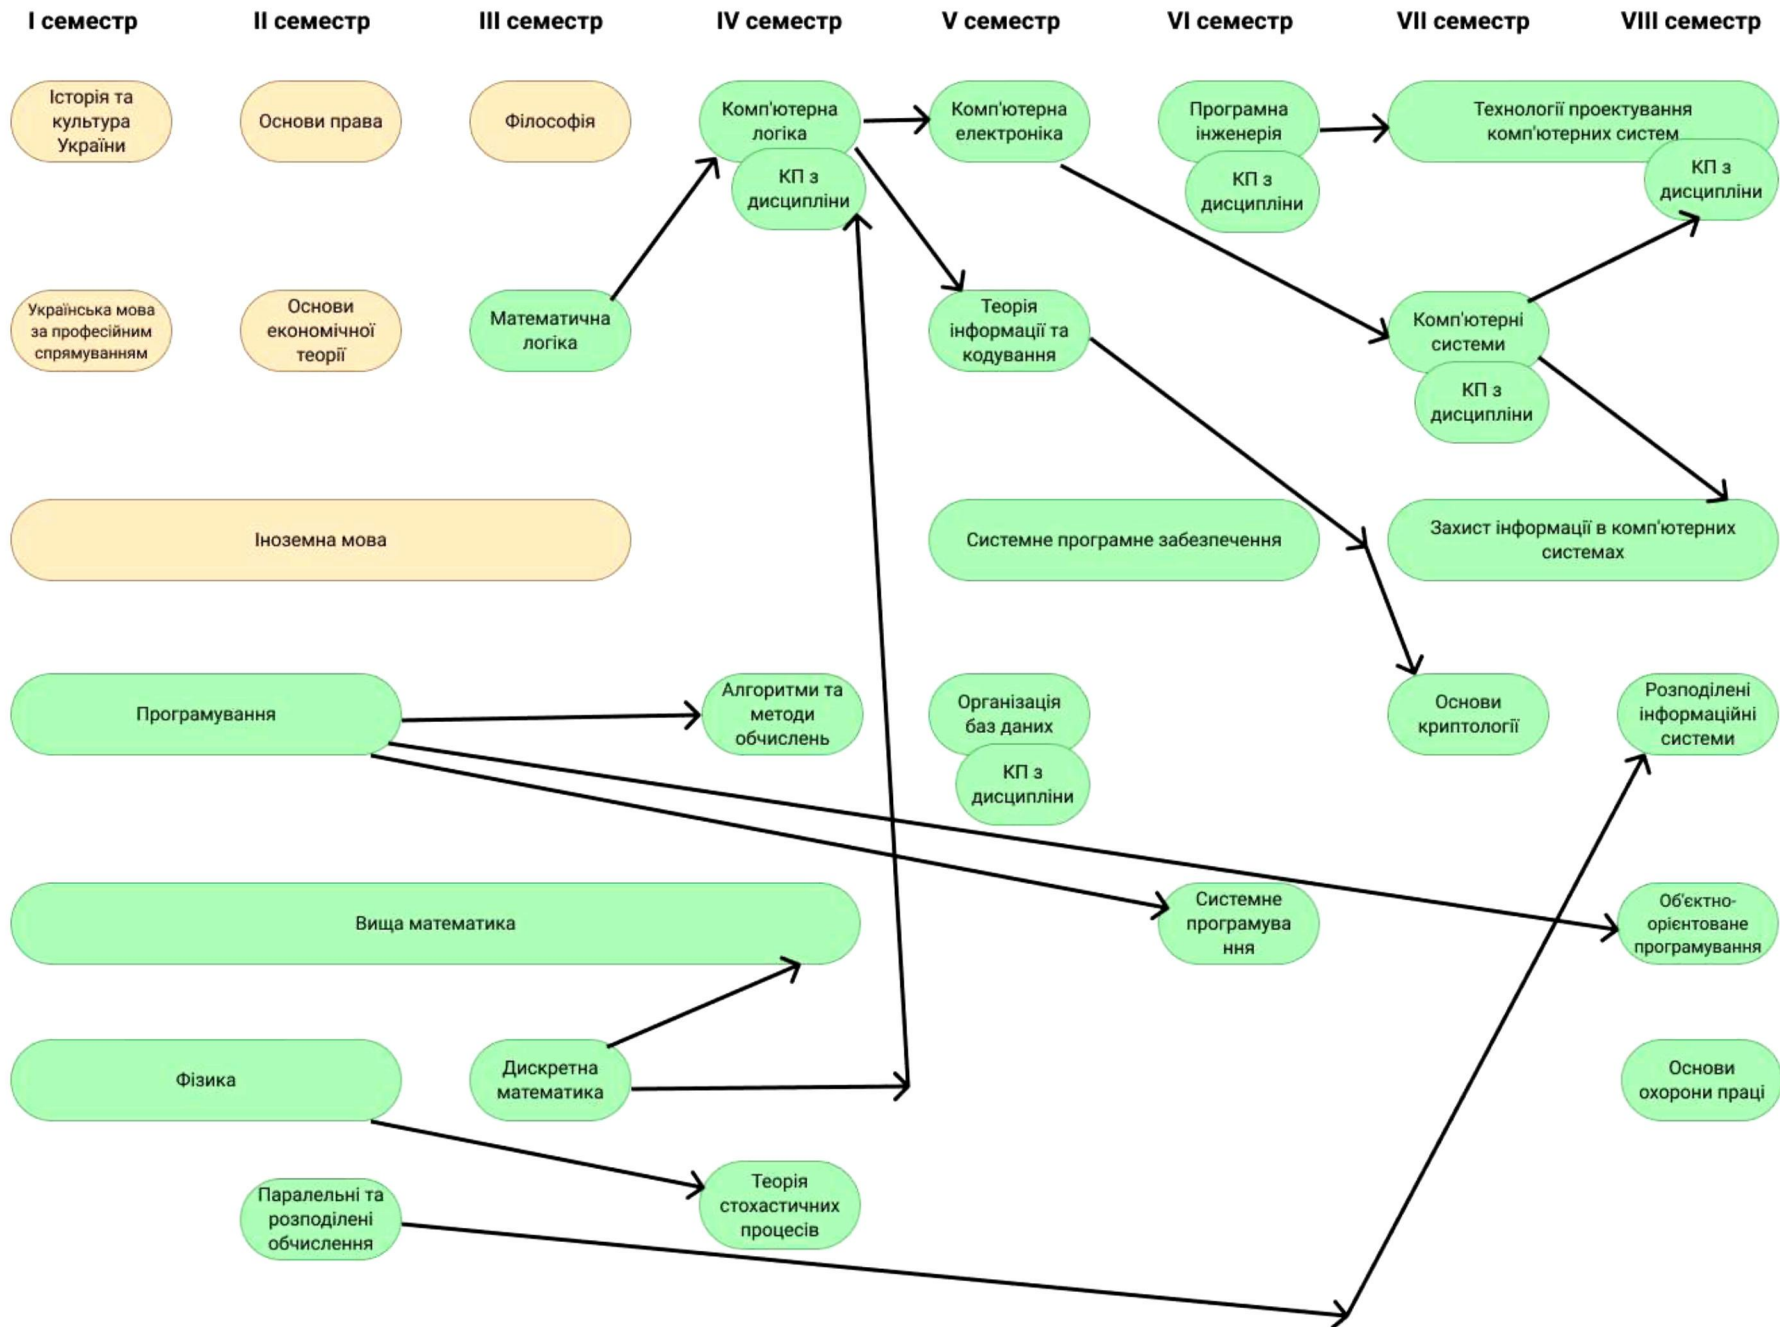 I семестр
II семестр
III семестр
IV семестр
V семестр
VI семестр
VII семестр
VIII семестр
Історія та
культура
України
Основи права
Філософія
Комп'ютерна
логіка
КП з
дисципліни
Комп'ютерна
електроніка
Програмна
інженерія
КП з
дисципліни
Технології проектування
комп'ютерних систем
КП з
дисципліни
Українська мова
за професійним
спрямуванням
Основи
економічної
теорії
Математична
логіка
Теорія
інформації та
кодування
Комп'ютерні
системи
КП з
дисципліни
Іноземна мова
Системне програмне забезпечення
Захист інформації в комп'ютерних
системах
Програмування
Алгоритми та
методи
обчислень
Організація
баз даних
КП з
дисципліни
Основи
криптології
Розподілені
інформаційні
системи
Вища математика
Системне
програмува
ння
Об'єктно-
орієнтоване
програмування
Фізика
Дискретна
математика
Основи
охорони праці
Паралельні та
розподілені
обчислення
Теорія
стохастичних
процесів